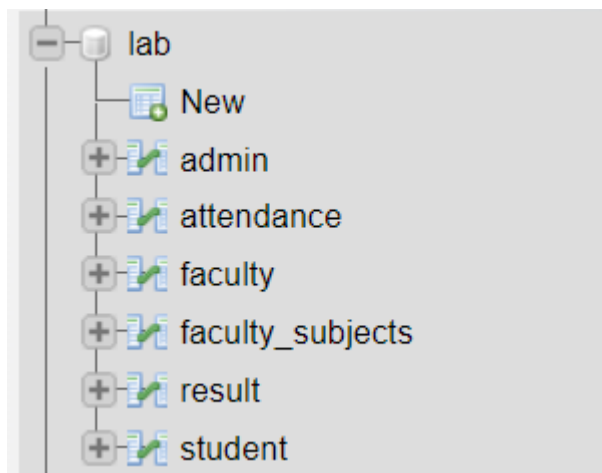 lab
New
admin
attendance
faculty
faculty_subjects
result
student